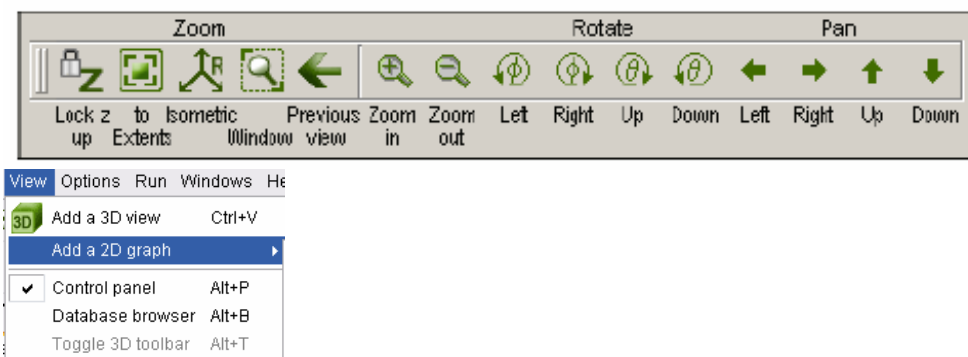 Zoom Rotate Pan
z R φ φ θ θ
Lock z to Isometric Previous Zoom Zoom Left Right Up Down Left Right Up Down
up Extents Window view in out
View Options Run Windows
3D Add a 3D view Ctrl+V
Add a 2D graph
Control panel Alt+P
Database browser Alt+B
Toggle 3D toolbar Alt+T